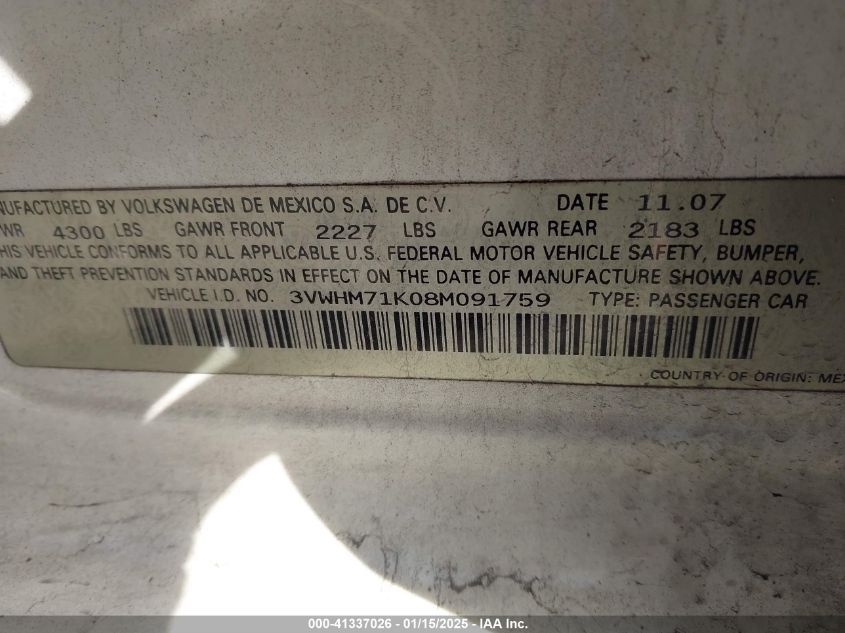 NUFACTURED BY VOLKSWAGEN DE MEXICO S.A. DE C.V. DATE 11.07
WR 4300 LBS GAWR FRONT 2227 LBS GAWR REAR 2183 LBS
HIS VEHICLE CONFORMS TO ALL APPLICABLE U.S. FEDERAL MOTOR VEHICLE SAFETY, BUMPER,
AND THEFT PREVENTION STANDARDS IN EFFECT ON THE DATE OF MANUFACTURE SHOWN ABOVE.
VEHICLE I.D. NO. 3VWHM71K08M091759 TYPE: PASSENGER CAR
COUNTRY OF ORIGIN: MEX
000-41337026 - 01/15/2025 - IAA Inc.